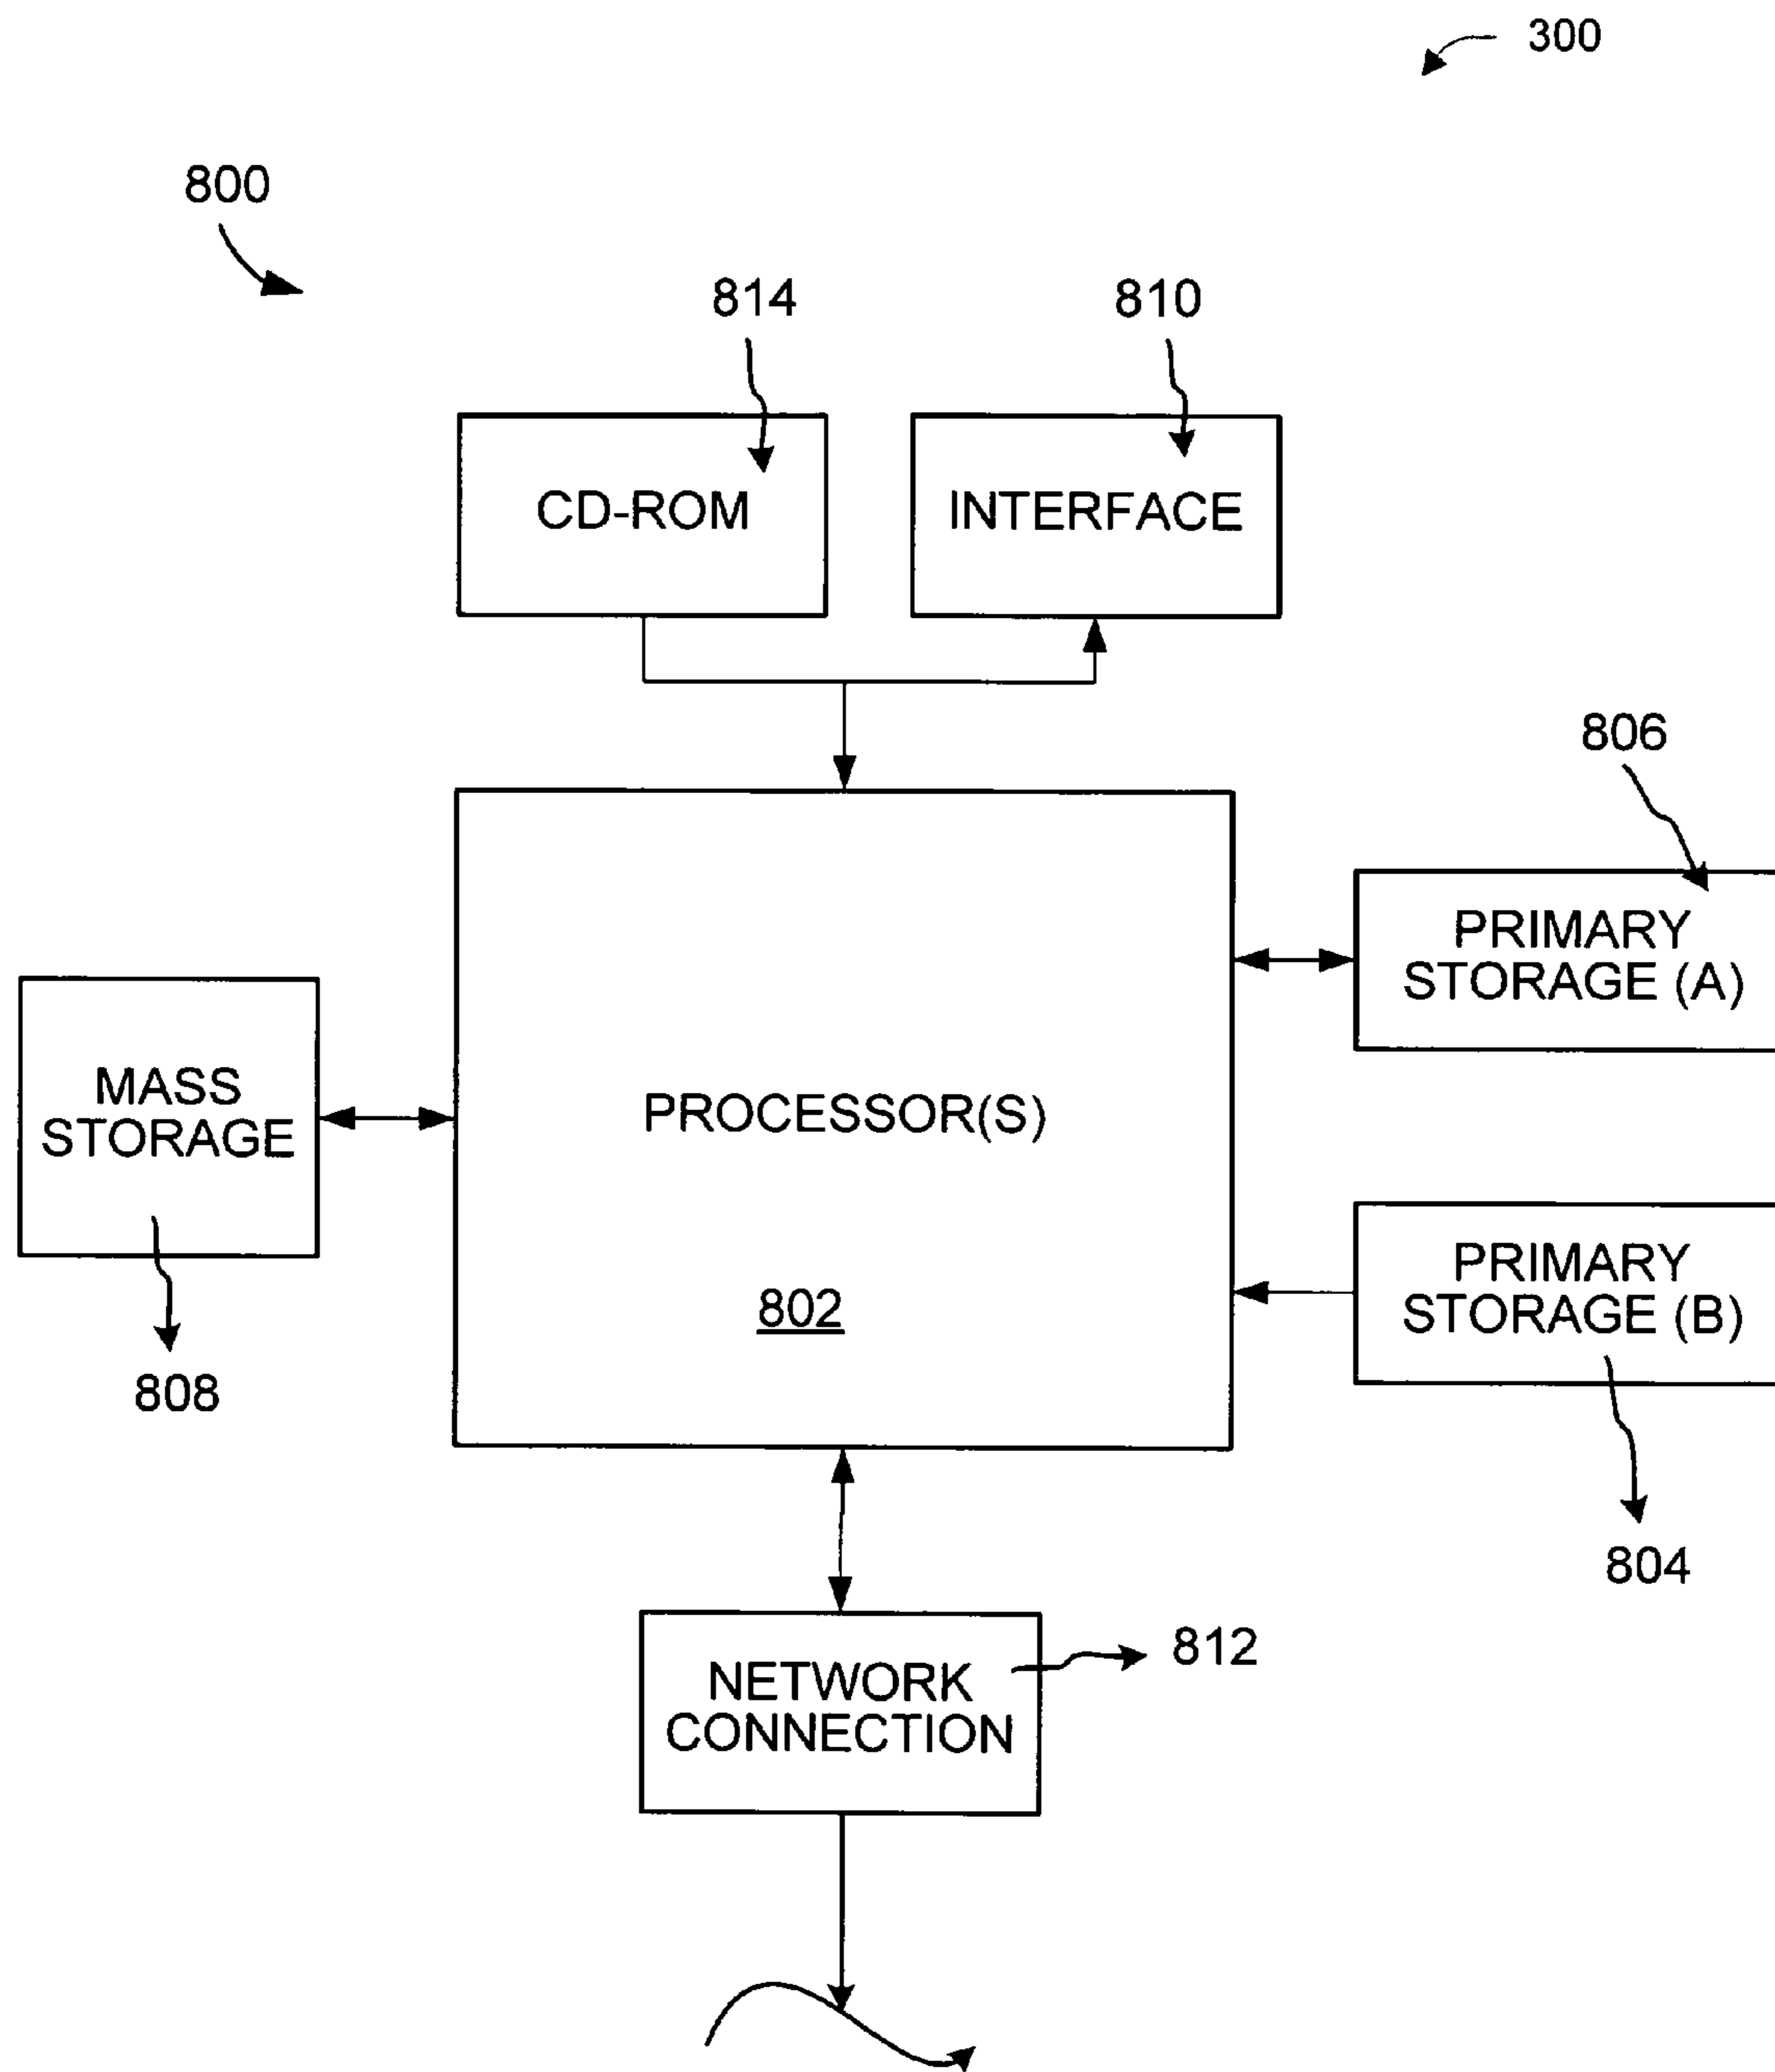 300
800
814
810
CD-ROM
INTERFACE
806
PRIMARY
STORAGE (A)
MASS
STORAGE
PROCESSOR(S)
PRIMARY
STORAGE (B)
802
808
804
812
NETWORK
CONNECTION